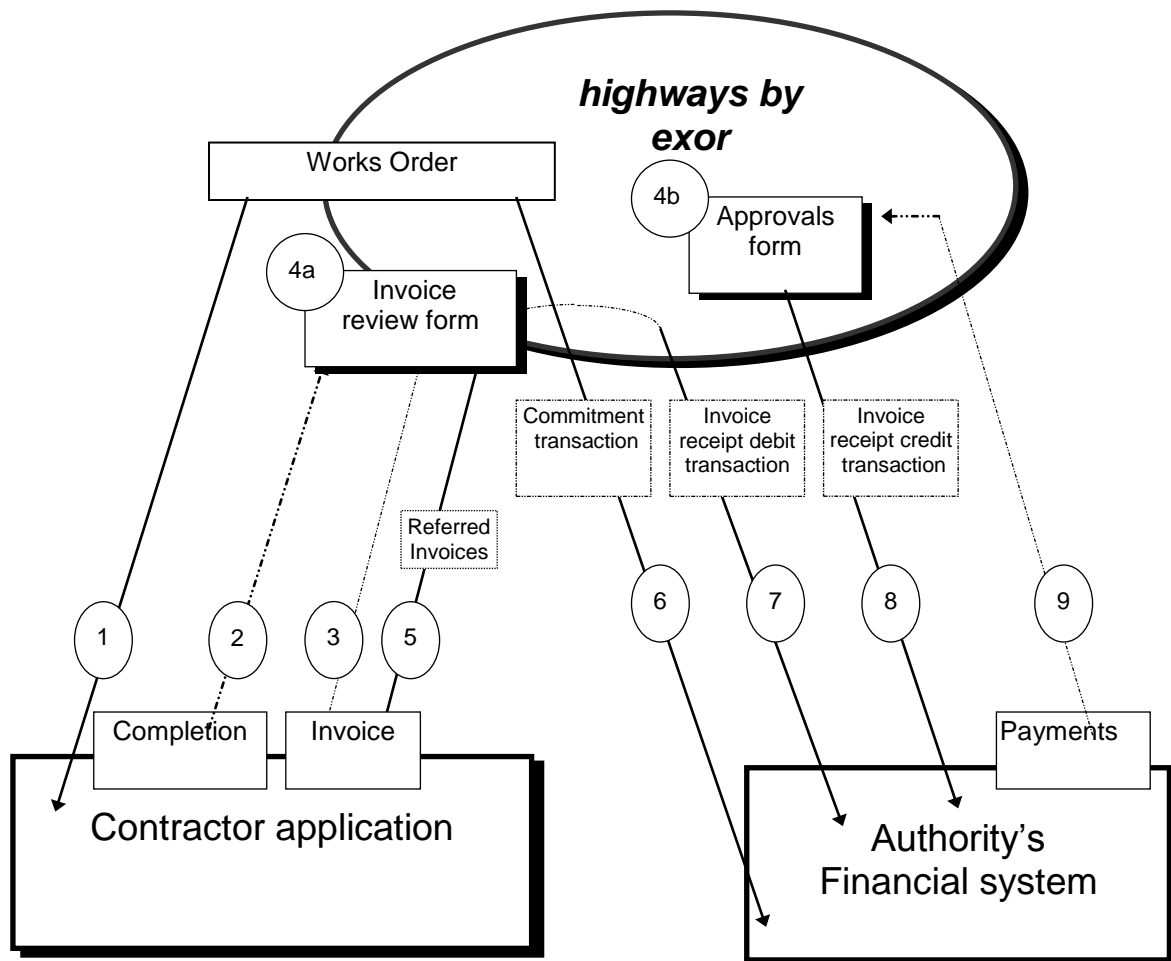 highways by
exor
Works Order
4b
Approvals
form
4a
Invoice
review form
Commitment
transaction
Invoice
receipt debit
transaction
Invoice
receipt credit
transaction
Referred
Invoices
1
2
3
5
6
7
8
9
Completion
Invoice
Payments
Contractor application
Authority’s
Financial system